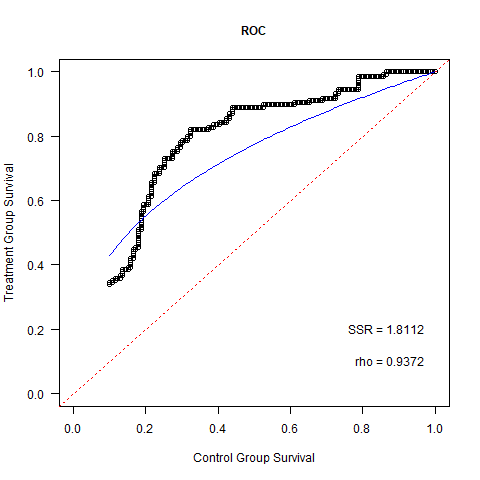 ROC
Treatment Group Survival
1.0
0.8
0.6
0.4
0.2
0.0
SSR = 1.8112
rho = 0.9372
0.0 0.2 0.4 0.6 0.8 1.0
Control Group Survival